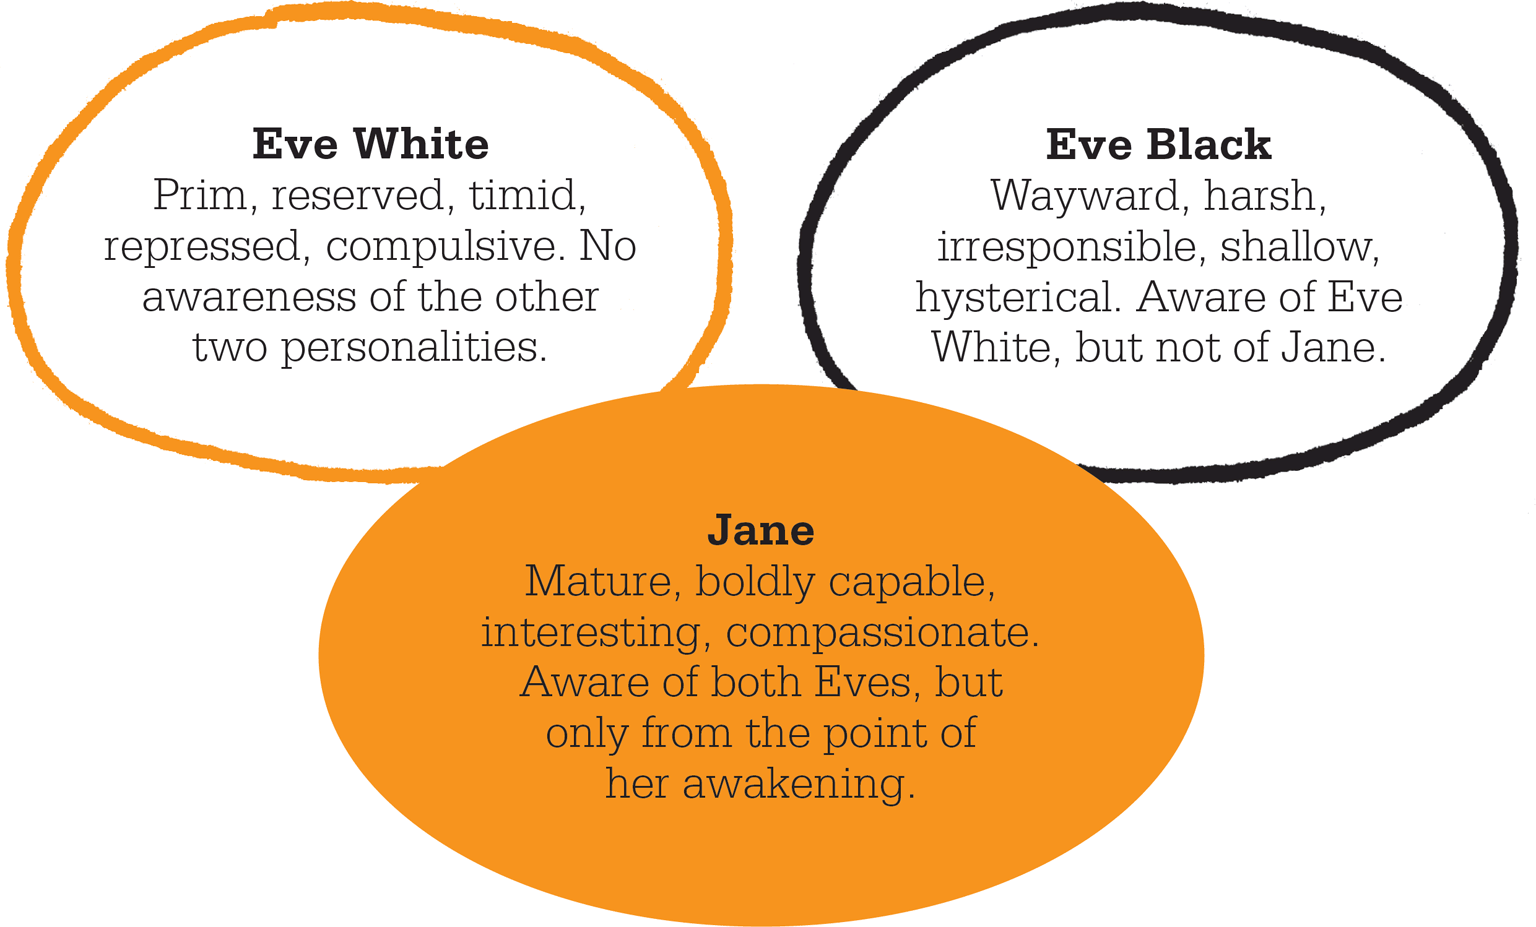 Eve White
Prim, reserved, timid,
repressed, compulsive. No
awareness of the other
two personalities.
Eve Black
Wayward, harsh,
irresponsible, shallow,
hysterical. Aware of Eve
White, but not of Jane.
Jane
Mature, boldly capable,
interesting, compassionate.
Aware of both Eves, but
only from the point of
her awakening.